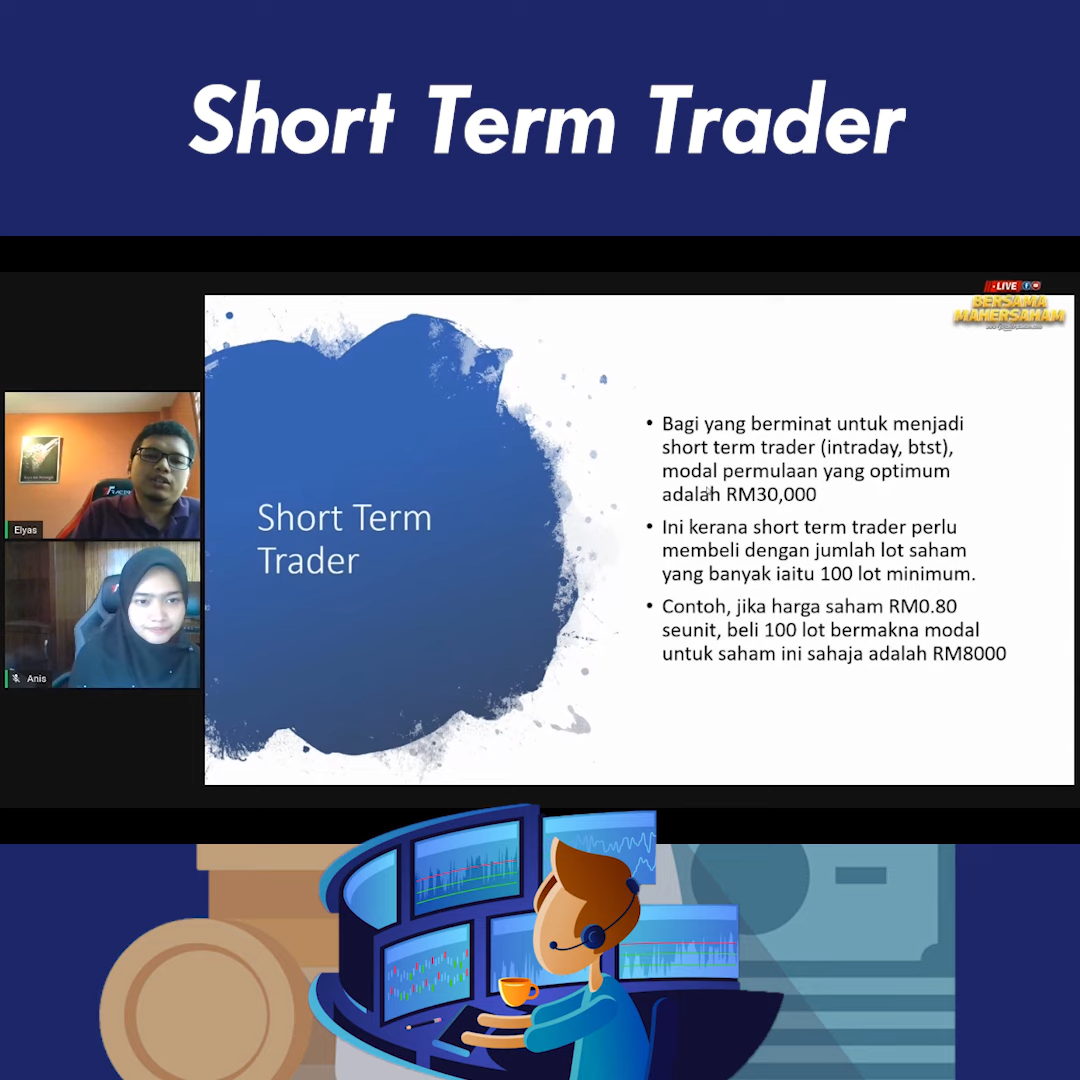 Short Term Trader
LIVE
BERSAMA
MAHERSAHAM
Elyas
Anis
Short Term
Trader
• Bagi yang berminat untuk menjadi
short term trader (intraday, btst),
modal permulaan yang optimum
adalah RM30,000
• Ini kerana short term trader perlu
membeli dengan jumlah lot saham
yang banyak iaitu 100 lot minimum.
• Contoh, jika harga saham RM0.80
seunit, beli 100 lot bermakna modal
untuk saham ini sahaja adalah RM8000